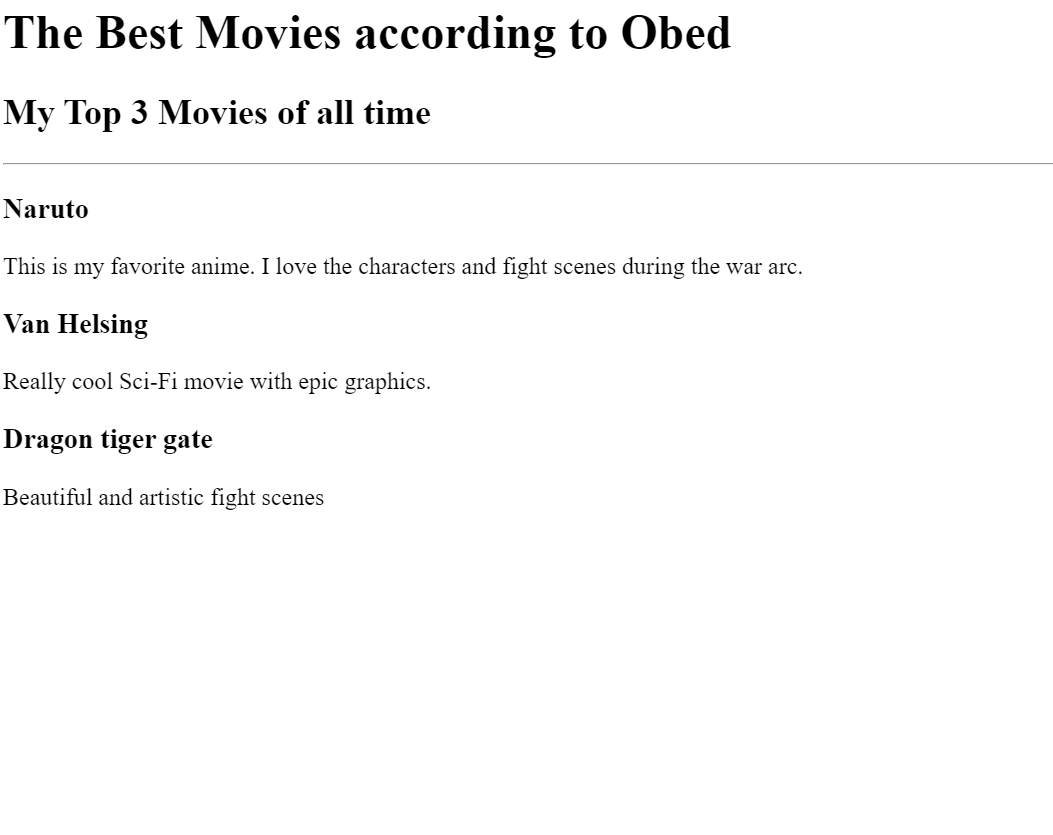 The Best Movies according to Obed
My Top 3 Movies of all time
Naruto
This is my favorite anime. I love the characters and fight scenes during the war arc.
Van Helsing
Really cool Sci-Fi movie with epic graphics.
Dragon tiger gate
Beautiful and artistic fight scenes